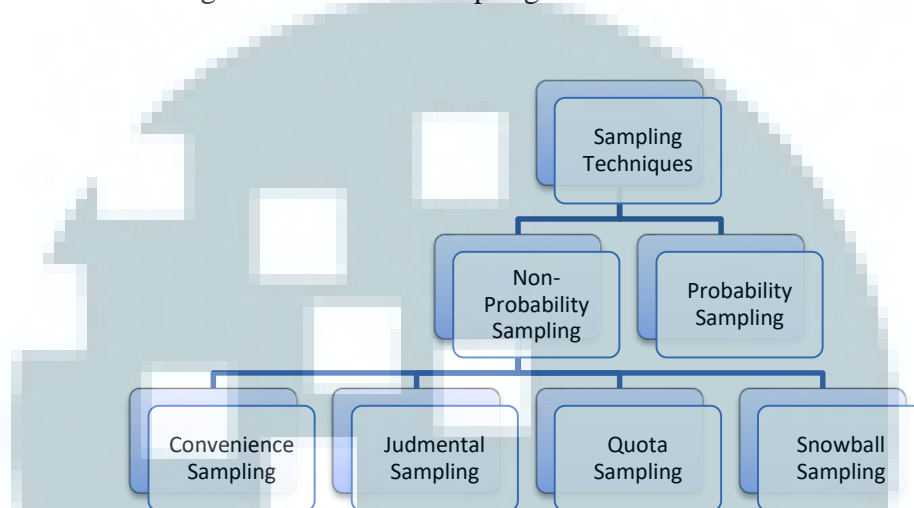 Sampling
Techniques
Non-
Probability
Sampling
Probability
Sampling
Convenience
Sampling
Judmental
Sampling
Quota
Sampling
Snowball
Sampling